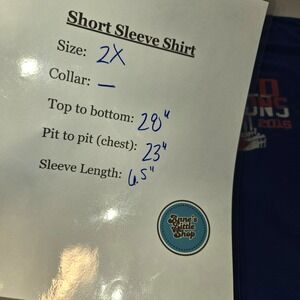 Short Sleeve Shirt
Size: 2X
Collar: —
Top to bottom: 28"
Pit to pit (chest): 23"
Sleeve Length: 6.5"
Anne's
Little
Shop